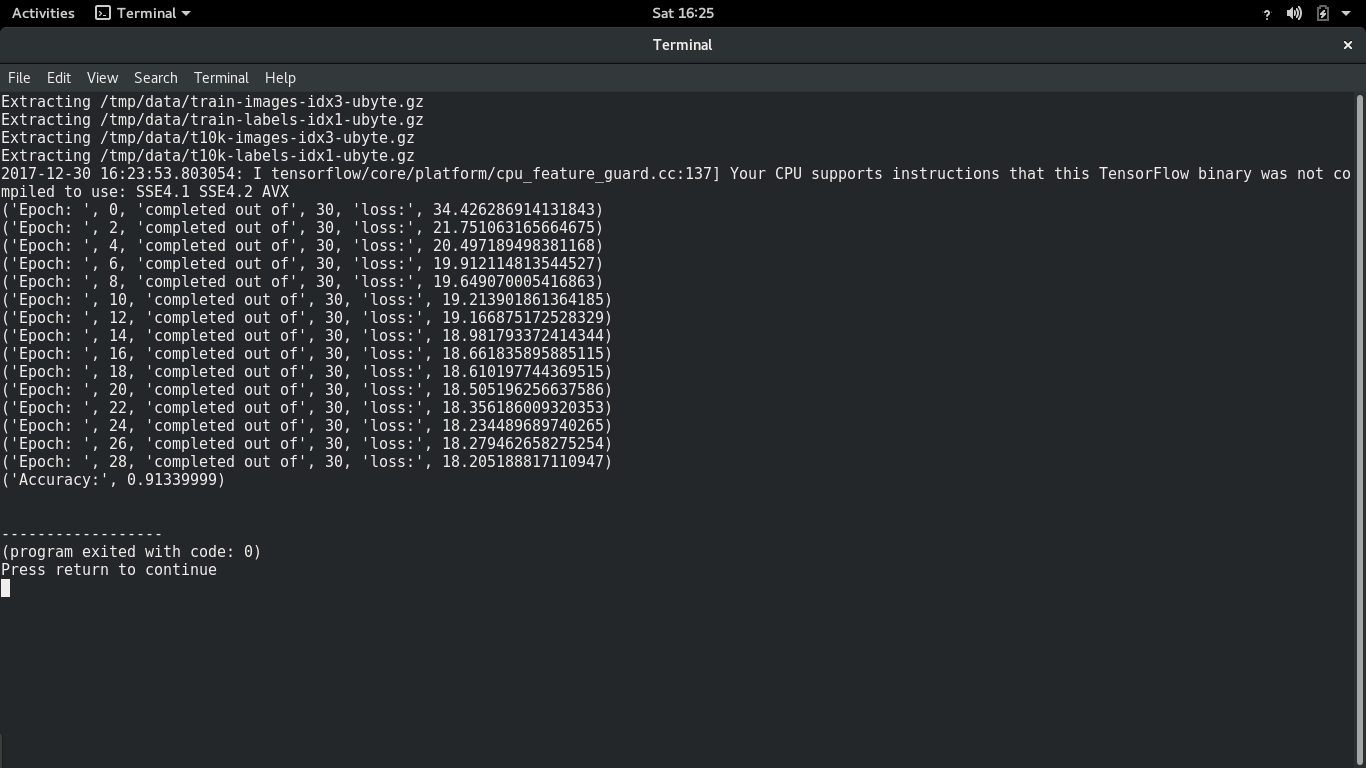 Activities Terminal Sat 16:25 ?
Terminal ×
File Edit View Search Terminal Help
Extracting /tmp/data/train-images-idx3-ubyte.gz
Extracting /tmp/data/train-labels-idx1-ubyte.gz
Extracting /tmp/data/t10k-images-idx3-ubyte.gz
Extracting /tmp/data/t10k-labels-idx1-ubyte.gz
2017-12-30 16:23:53.803054: I tensorflow/core/platform/cpu_feature_guard.cc:137] Your CPU supports instructions that this TensorFlow binary was not co
mpiled to use: SSE4.1 SSE4.2 AVX
('Epoch: ', 0, 'completed out of', 30, 'loss:', 34.426286914131843)
('Epoch: ', 2, 'completed out of', 30, 'loss:', 21.751063165664675)
('Epoch: ', 4, 'completed out of', 30, 'loss:', 20.497189498381168)
('Epoch: ', 6, 'completed out of', 30, 'loss:', 19.912114813544527)
('Epoch: ', 8, 'completed out of', 30, 'loss:', 19.649070005416863)
('Epoch: ', 10, 'completed out of', 30, 'loss:', 19.213901861364185)
('Epoch: ', 12, 'completed out of', 30, 'loss:', 19.166875172528329)
('Epoch: ', 14, 'completed out of', 30, 'loss:', 18.981793372414344)
('Epoch: ', 16, 'completed out of', 30, 'loss:', 18.661835895885115)
('Epoch: ', 18, 'completed out of', 30, 'loss:', 18.610197744369515)
('Epoch: ', 20, 'completed out of', 30, 'loss:', 18.505196256637586)
('Epoch: ', 22, 'completed out of', 30, 'loss:', 18.356186009320353)
('Epoch: ', 24, 'completed out of', 30, 'loss:', 18.234489689740265)
('Epoch: ', 26, 'completed out of', 30, 'loss:', 18.279462658275254)
('Epoch: ', 28, 'completed out of', 30, 'loss:', 18.205188817110947)
('Accuracy:', 0.91339999)
------------------
(program exited with code: 0)
Press return to continue